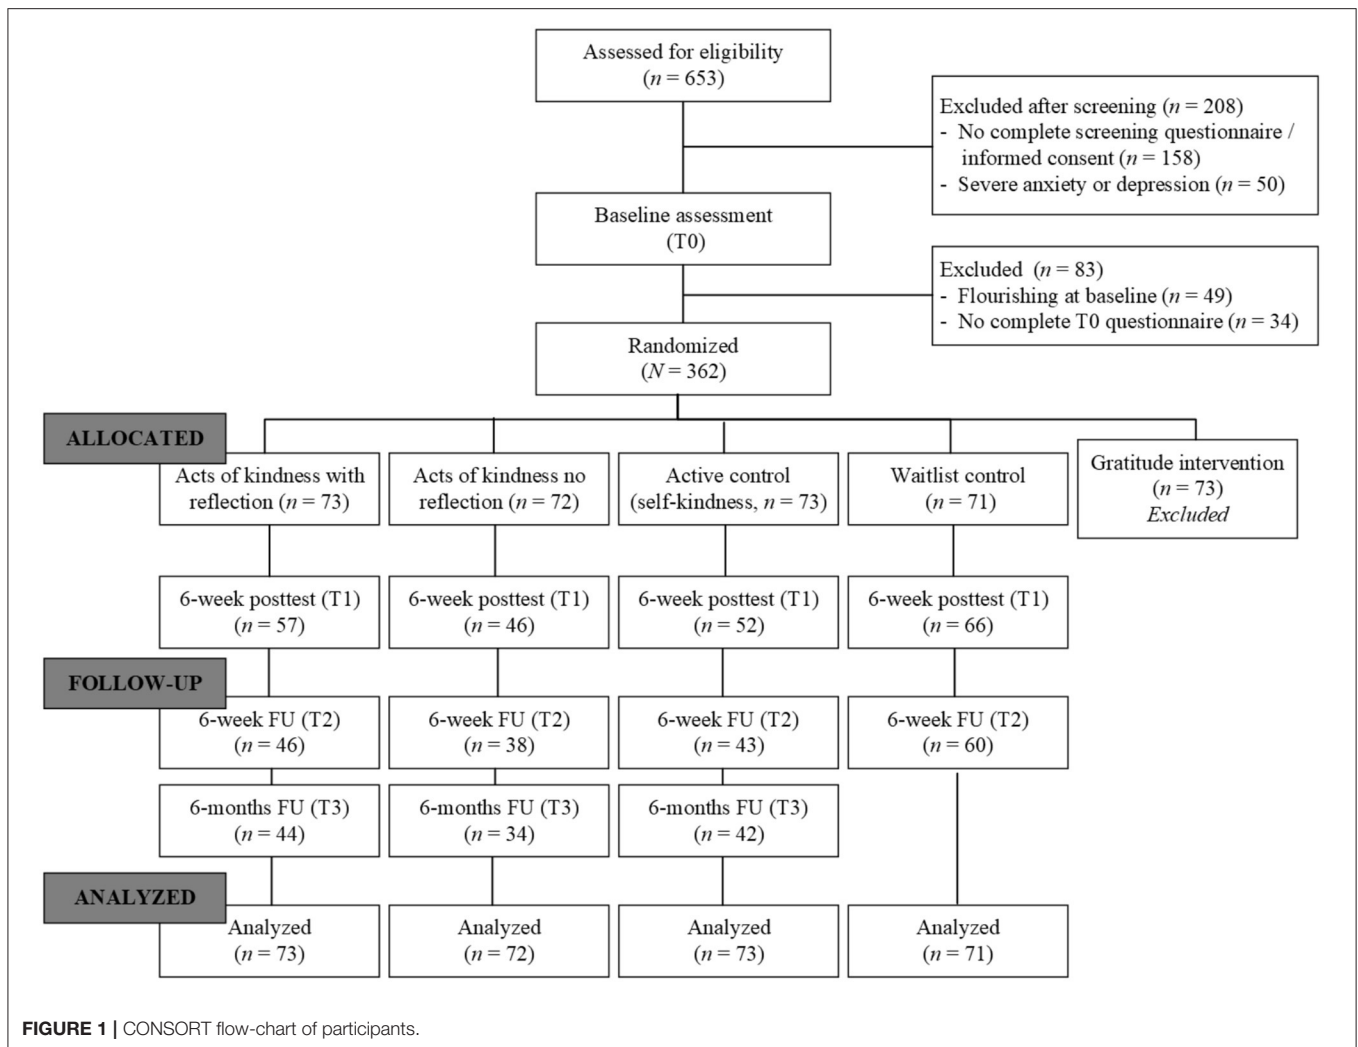 Assessed for eligibility
(n = 653)
Excluded after screening (n = 208)
- No complete screening questionnaire /
informed consent (n = 158)
- Severe anxiety or depression (n = 50)
Baseline assessment
(T0)
Excluded (n = 83)
- Flourishing at baseline (n = 49)
- No complete T0 questionnaire (n = 34)
Randomized
(N = 362)
ALLOCATED
Acts of kindness with
reflection (n = 73)
Acts of kindness no
reflection (n = 72)
Active control
(self-kindness, n = 73)
Waitlist control
(n = 71)
Gratitude intervention
(n = 73)
Excluded
6-week posttest (T1)
(n = 57)
6-week posttest (T1)
(n = 46)
6-week posttest (T1)
(n = 52)
6-week posttest (T1)
(n = 66)
FOLLOW-UP
6-week FU (T2)
(n = 46)
6-week FU (T2)
(n = 38)
6-week FU (T2)
(n = 43)
6-week FU (T2)
(n = 60)
6-months FU (T3)
(n = 44)
6-months FU (T3)
(n = 34)
6-months FU (T3)
(n = 42)
ANALYZED
Analyzed
(n = 73)
Analyzed
(n = 72)
Analyzed
(n = 73)
Analyzed
(n = 71)
FIGURE 1 | CONSORT flow-chart of participants.